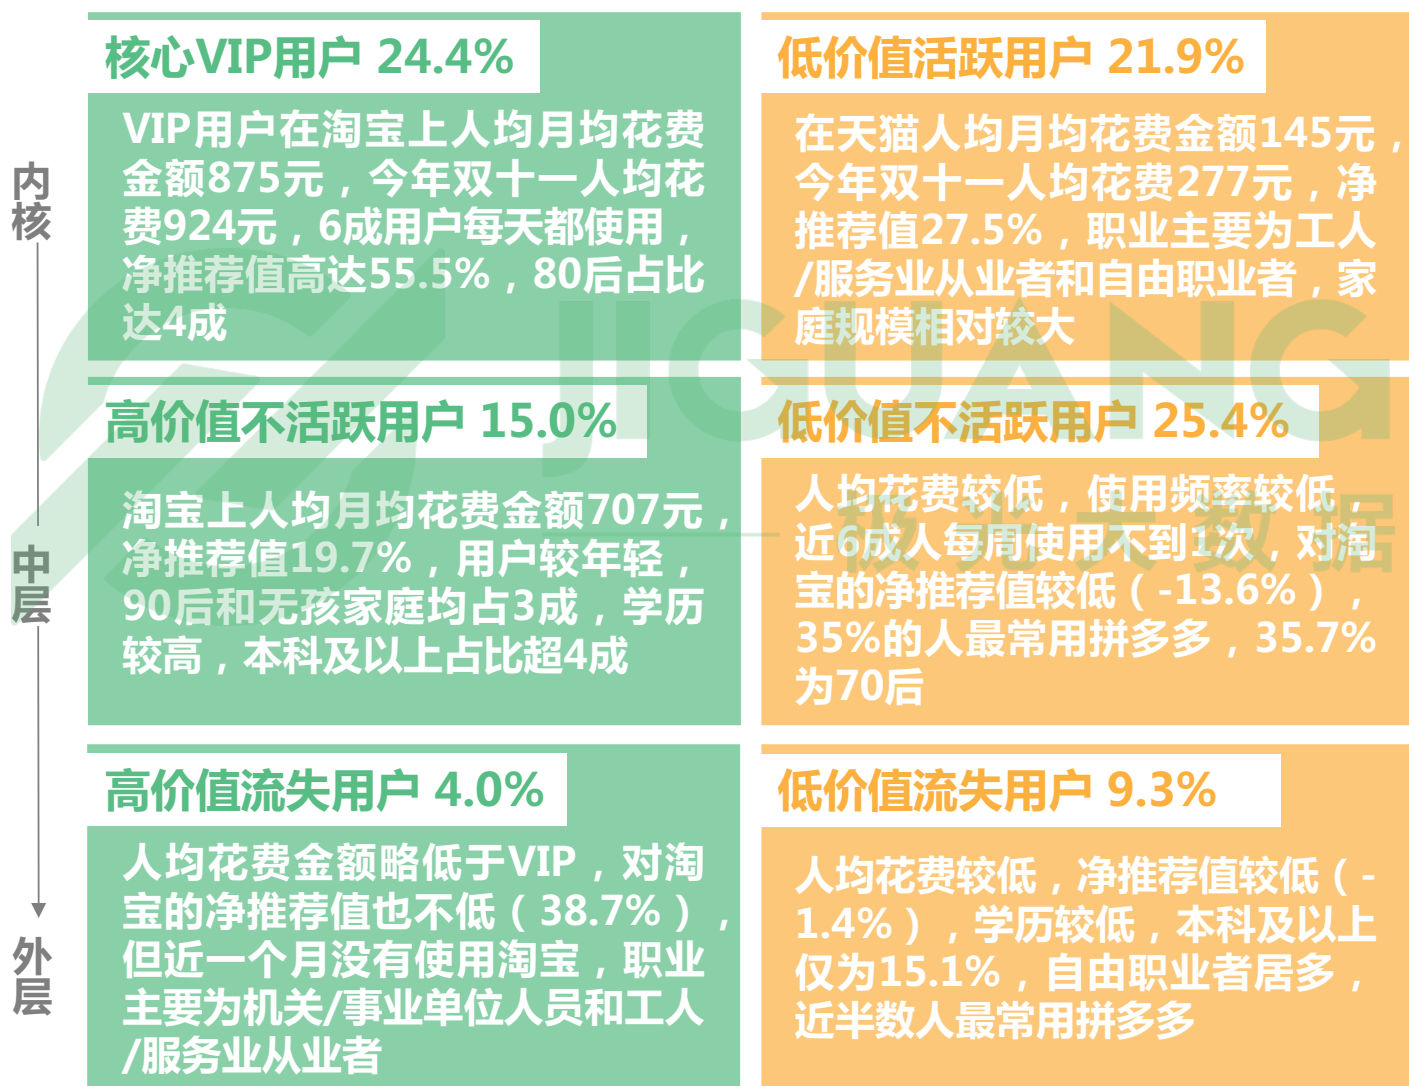 内核
中层
外层
核心VIP用户 24.4%
VIP用户在淘宝上人均月均花费
金额875元，今年双十一人均花
费924元，6成用户每天都使用，
净推荐值高达55.5%，80后占比
达4成
低价值活跃用户 21.9%
在天猫人均月均花费金额145元，
今年双十一人均花费277元，净
推荐值27.5%，职业主要为工人
/服务业从业者和自由职业者，家
庭规模相对较大
高价值不活跃用户 15.0%
淘宝上人均月均花费金额707元，
净推荐值19.7%，用户较年轻，
90后和无孩家庭均占3成，学历
较高，本科及以上占比超4成
低价值不活跃用户 25.4%
人均花费较低，使用频率较低，
近6成人每周使用不到1次，对淘
宝的净推荐值较低（-13.6%），
35%的人最常用拼多多，35.7%
为70后
高价值流失用户 4.0%
人均花费金额略低于VIP，对淘
宝的净推荐值也不低（38.7%），
但近一个月没有使用淘宝，职业
主要为机关/事业单位人员和工人
/服务业从业者
低价值流失用户 9.3%
人均花费较低，净推荐值较低（-
1.4%），学历较低，本科及以上
仅为15.1%，自由职业者居多，
近半数人最常用拼多多
JIGUANG
极光大数据